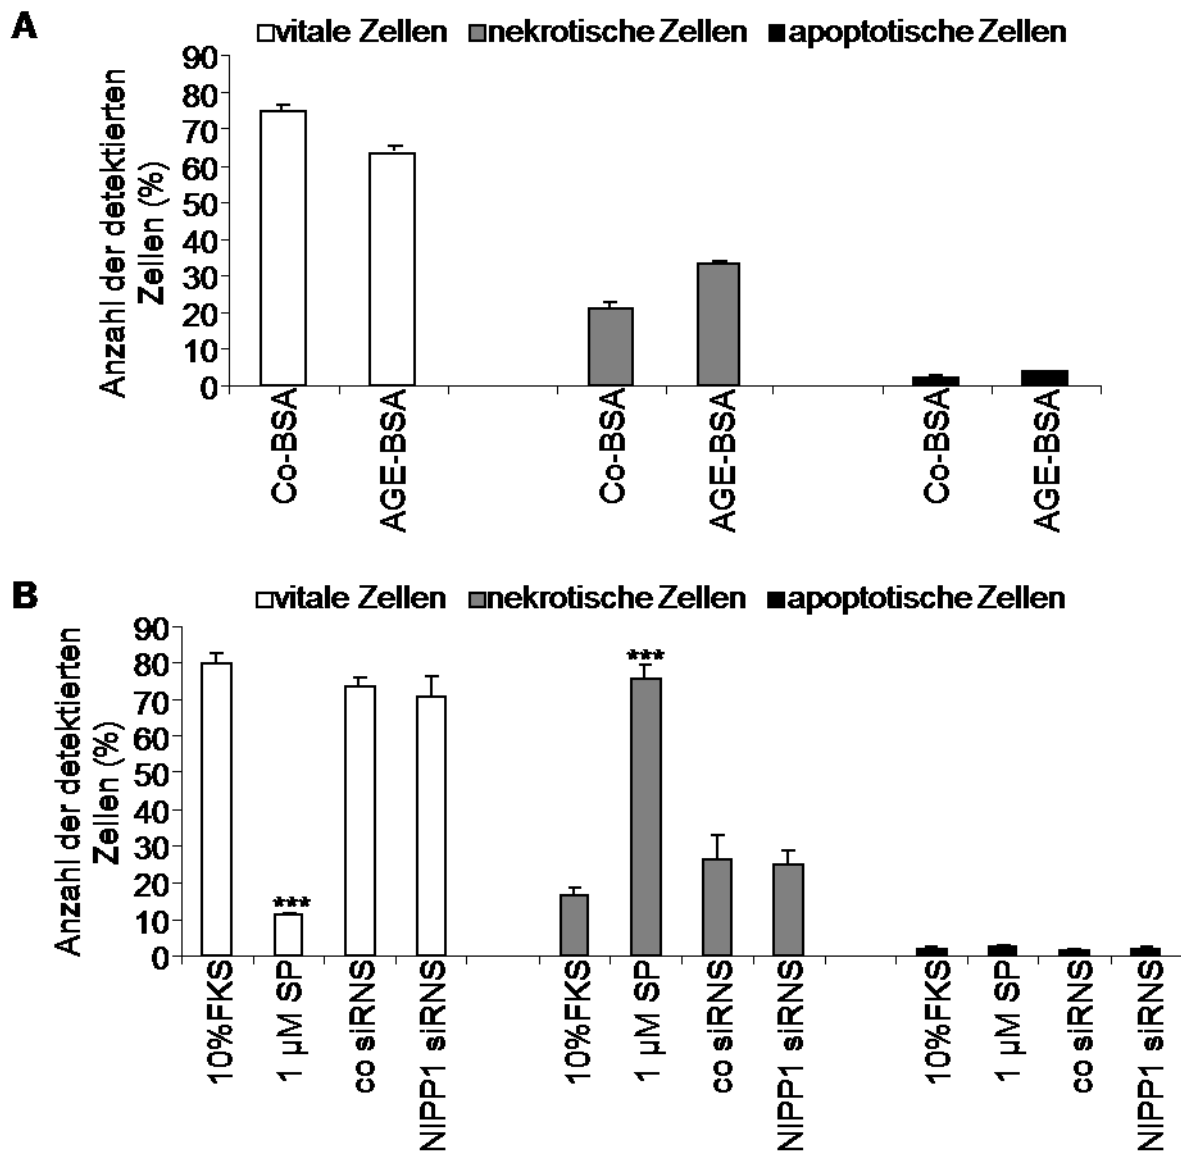 A
vitale Zellen nekrotische Zellen apoptotische Zellen
Anzahl der detektierten
Zellen (%)
90
80
70
60
50
40
30
20
10
0
Co-BSA
AGE-BSA
Co-BSA
AGE-BSA
Co-BSA
AGE-BSA
B
vitale Zellen nekrotische Zellen apoptotische Zellen
Anzahl der detektierten
Zellen (%)
90
80
70
60
50
40
30
20
10
0
***
***
10%FKS
1 µM SP
co siRNS
NIPP1 siRNS
10%FKS
1 µM SP
co siRNS
NIPP1 siRNS
10%FKS
1 µM SP
co siRNS
NIPP1 siRNS